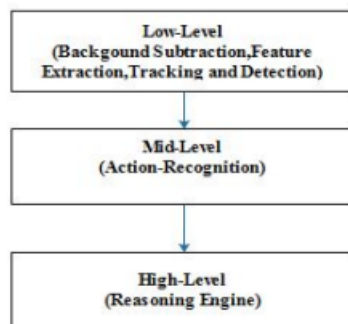 Low-Level
(Backgound Subtraction,Feature
Extraction,Tracking and Detection)
Mid-Level
(Action-Recognition)
High-Level
(Reasoning Engine)